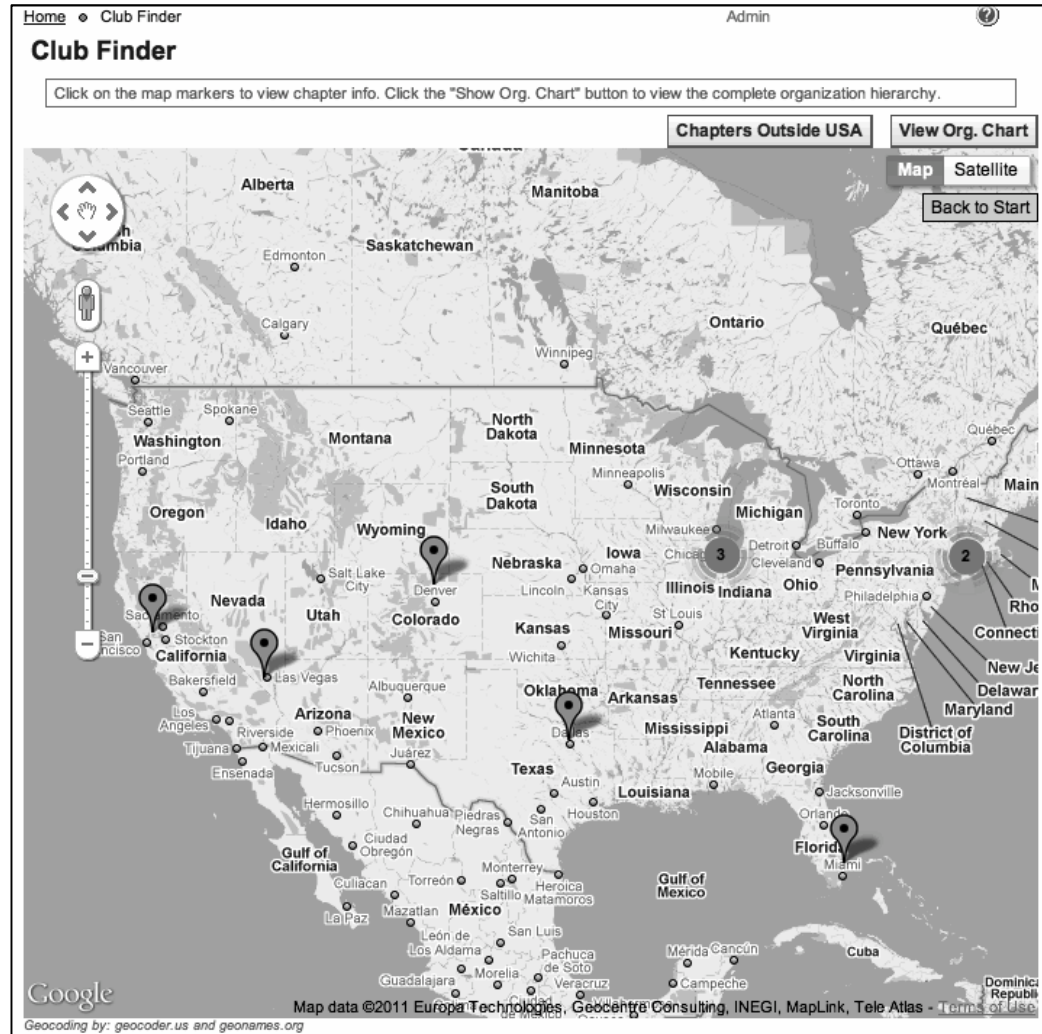 Home Club Finder Admin ?
Club Finder
Click on the map markers to view chapter info. Click the "Show Org. Chart" button to view the complete organization hierarchy.
Chapters Outside USA View Org. Chart
Map Satellite
Back to Start
Alberta
Manitoba
Saskatchewan
Edmonton
Calgary
Ontario
Québec
Winnipeg
Vancouver
Seattle
Spokane
North
Dakota
Washington
Montana
Minnesota
Québec
Portland
Minneapolis
Ottawa
Montréal
South
Dakota
Wisconsin
Michigan
Toronto
Oregon
Idaho
Wyoming
Milwaukee
Detroit
Buffalo
New York
3
2
Iowa
Nebraska
Omaha
Cleveland
Pennsylvania
Salt Lake
City
Denver
Lincoln
Kansas
City
Illinois
Indiana
Ohio
Philadelphia
Nevada
Utah
Colorado
St Louis
West
Virginia
Stockton
Kansas
Missouri
California
Wichita
Kentucky
Virginia
Las Vegas
Bakersfield
Albuquerque
Oklahoma
Arkansas
Tennessee
North
Carolina
Maryland
Los
Angeles
Arizona
New
Mexico
Mississippi
Atlanta
South
Carolina
District of
Columbia
Riverside
Phoenix
Dallas
Alabama
Tijuana
Mexicali
Juárez
Georgia
Ensenada
Tucson
Texas
Austin
Louisiana
Mobile
Jacksonville
Hermosillo
Chihuahua
Piedras
Negras
San
Antonio
Houston
Orlando
Ciudad
Obregón
Florida
Gulf of
California
Miami
Culiacan
Torreón
Monterrey
Saltillo
Heroica
Matamoros
Gulf of
Mexico
La Paz
Mazatlan
México
León de
Los Aldama
San Luis
Cuba
Pachuca
de Soto
Mérida
Cancún
Guadalajara
Morelia
Veracruz
Campeche
Google
Map data ©2011 Europa Technologies, Geocentre Consulting, INEGI, MapLink, Tele Atlas - Terms of Use
Geocoding by: geocoder.us and geonames.org